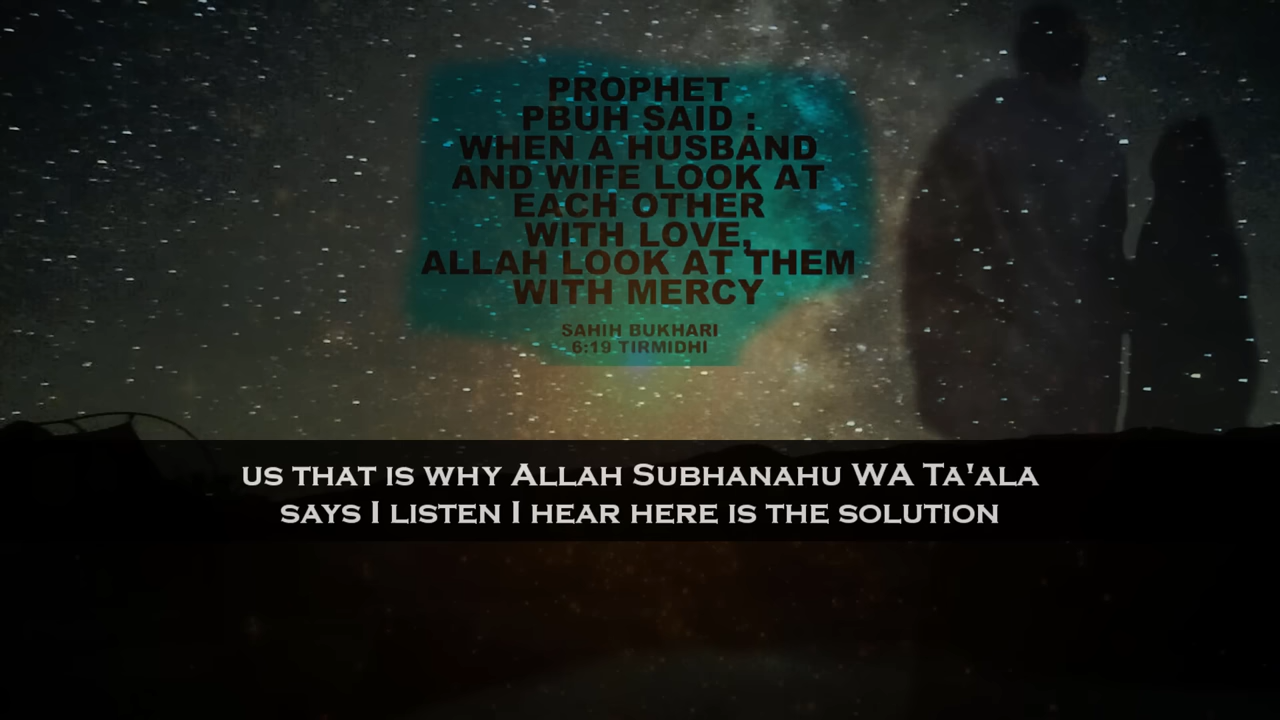 PROPHET
PBUH SAID :
WHEN A HUSBAND
AND WIFE LOOK AT
EACH OTHER
WITH LOVE,
ALLAH LOOK AT THEM
WITH MERCY
SAHIH BUKHARI
6:19 TIRMIDHI
US THAT IS WHY ALLAH SUBHANAHU WA TA'ALA
SAYS I LISTEN I HEAR HERE IS THE SOLUTION